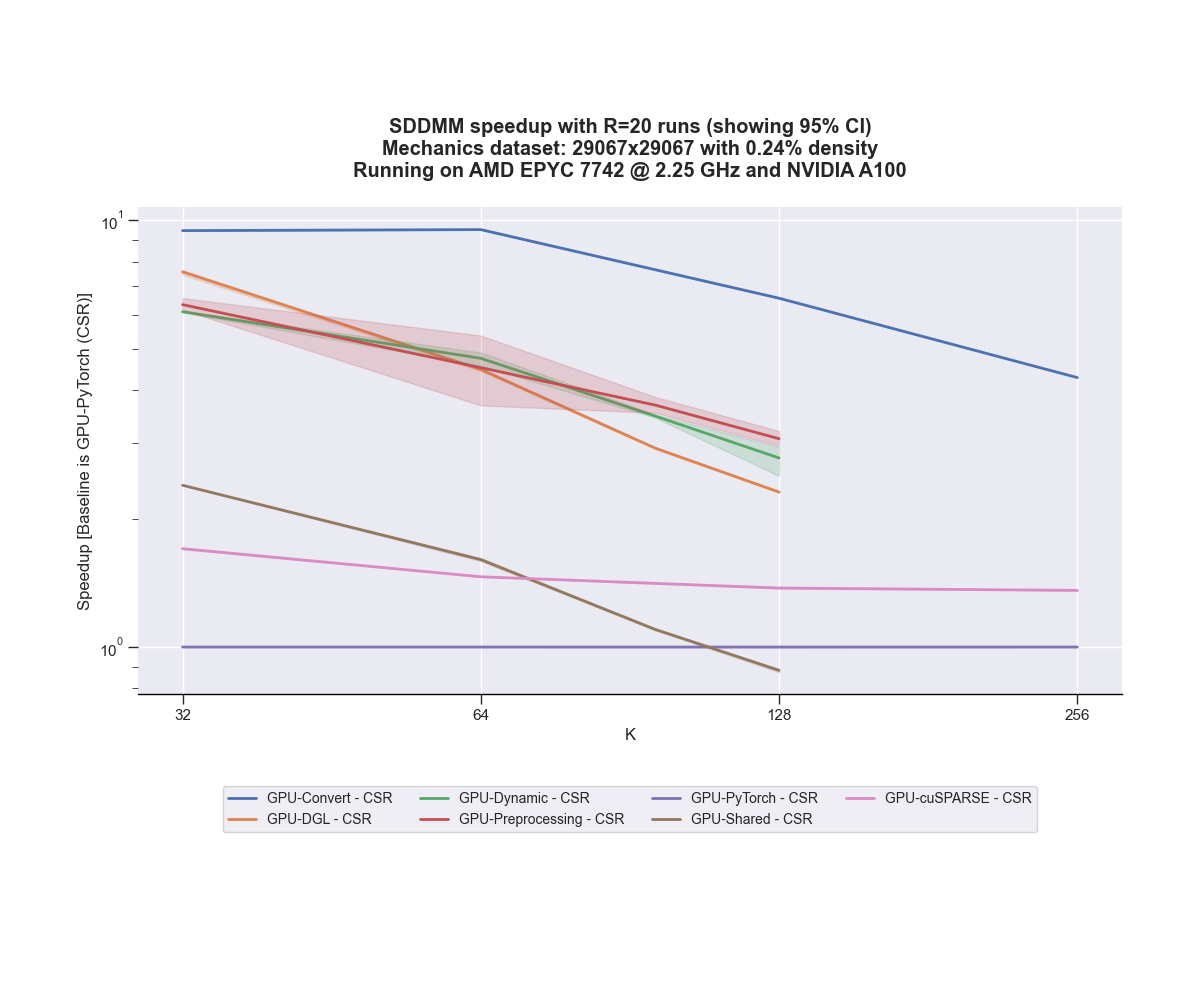 SDDMM speedup with R=20 runs (showing 95% CI)
Mechanics dataset: 29067x29067 with 0.24% density
Running on AMD EPYC 7742 @ 2.25 GHz and NVIDIA A100
Speedup [Baseline is GPU-PyTorch (CSR)]
10^1
10^0
32 64 128 256
K
GPU-Convert - CSR GPU-Dynamic - CSR GPU-PyTorch - CSR GPU-cuSPARSE - CSR
GPU-DGL - CSR GPU-Preprocessing - CSR GPU-Shared - CSR